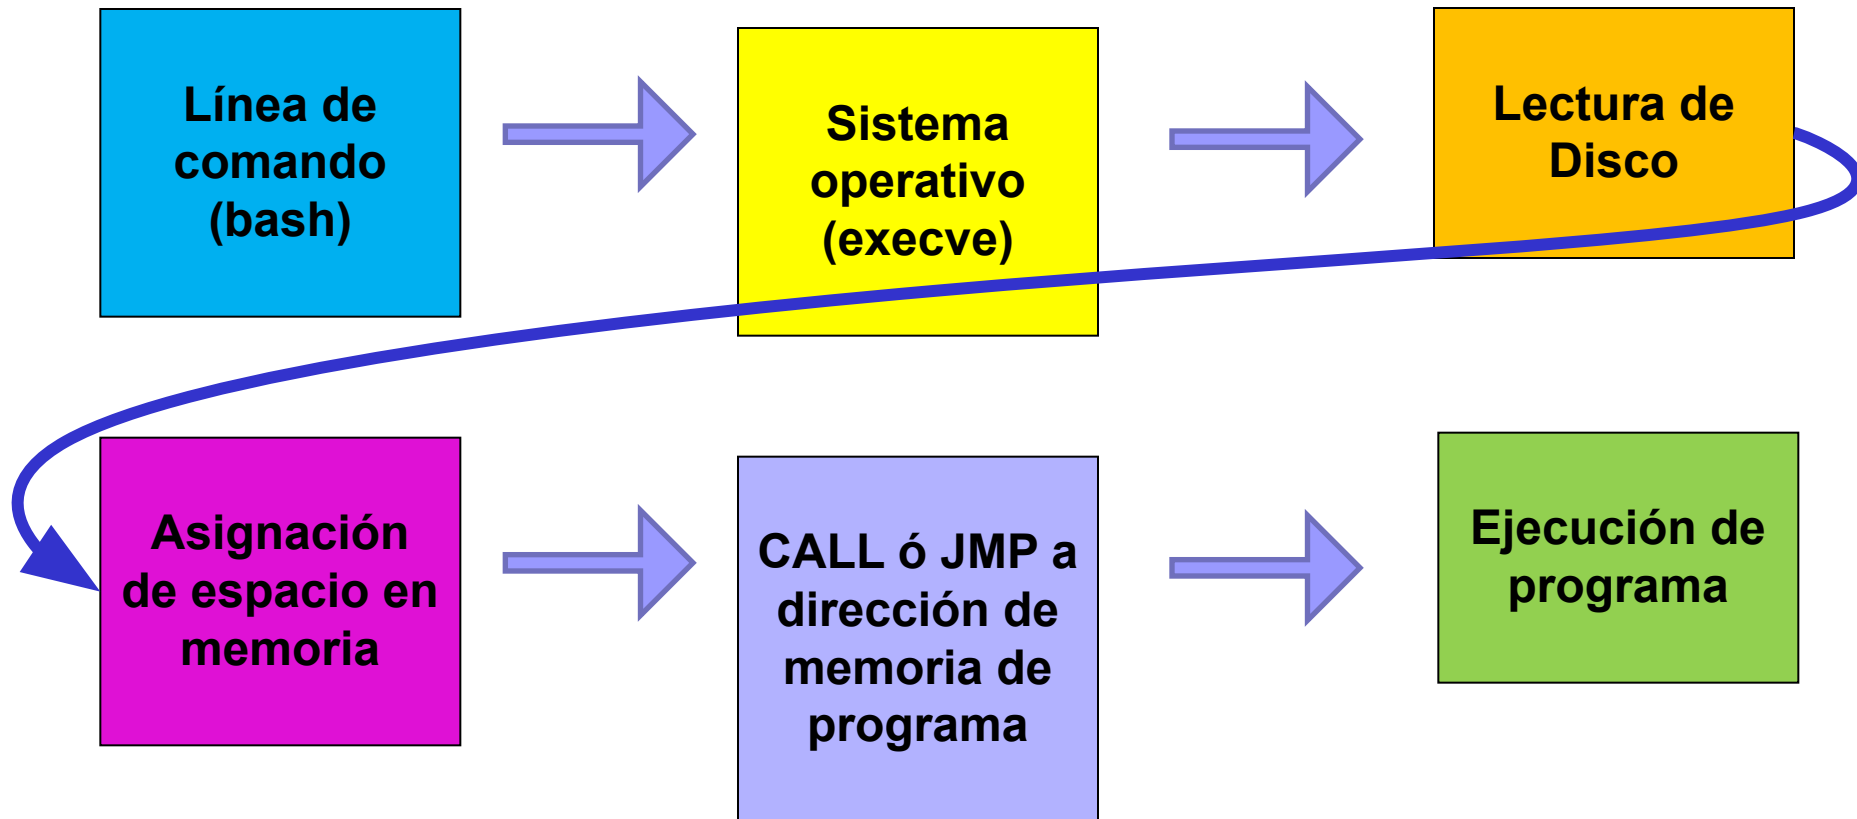 Línea de
comando
(bash)
Sistema
operativo
(execve)
Lectura de
Disco
Asignación
de espacio en
memoria
CALL ó JMP a
dirección de
memoria de
programa
Ejecución de
programa